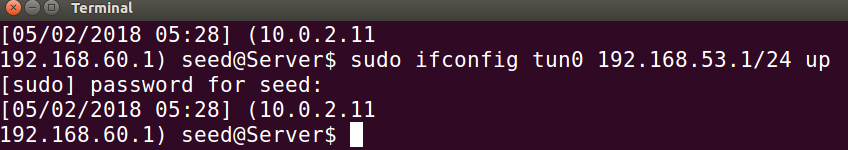 Terminal
[05/02/2018 05:28] (10.0.2.11
192.168.60.1) seed@Server$ sudo ifconfig tun0 192.168.53.1/24 up
[sudo] password for seed:
[05/02/2018 05:28] (10.0.2.11
192.168.60.1) seed@Server$